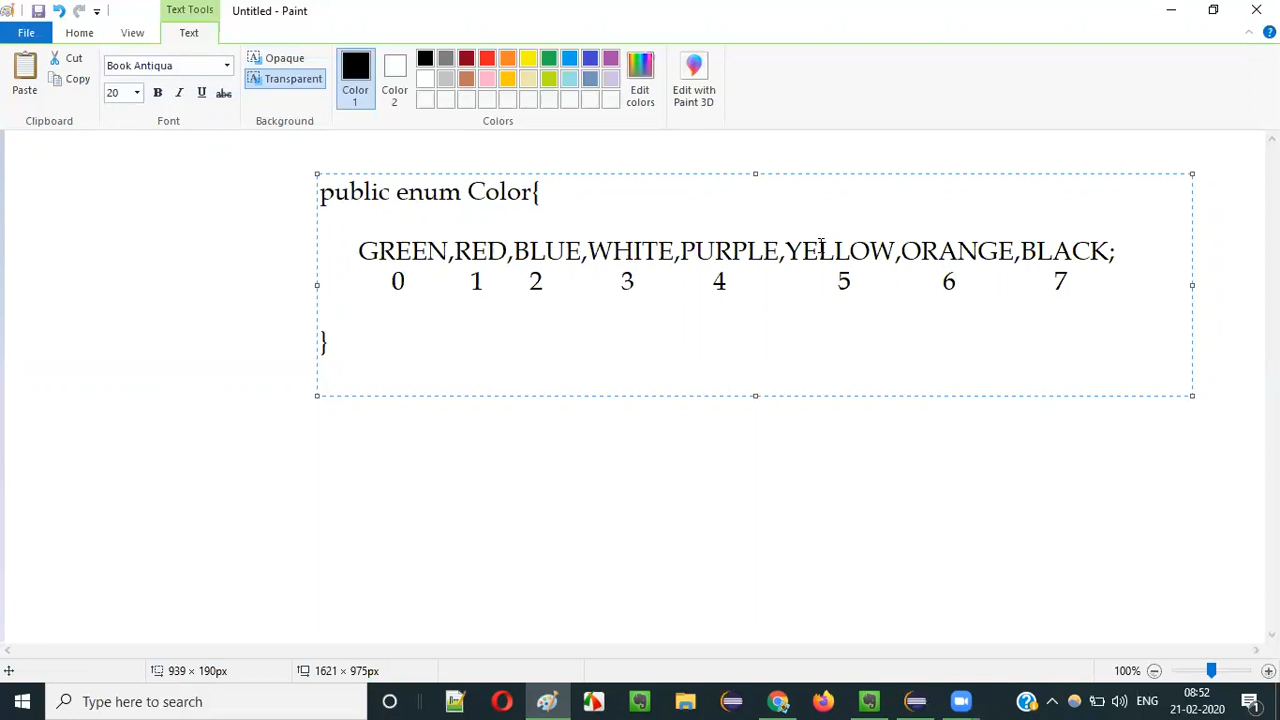 Text Tools
Untitled - Paint
File
Home
View
Text
Paste
Cut
Copy
Clipboard
Book Antiqua
20
B I U abc
Font
Opaque
Transparent
Background
Color 1
Color 2
Edit colors
Colors
Edit with Paint 3D
public enum Color{
GREEN,RED,BLUE,WHITE,PURPLE,YELLOW,ORANGE,BLACK;
0 1 2 3 4 5 6 7
}
939 × 190px
1621 × 975px
100%
Type here to search
ENG
08:52
21-02-2020
1